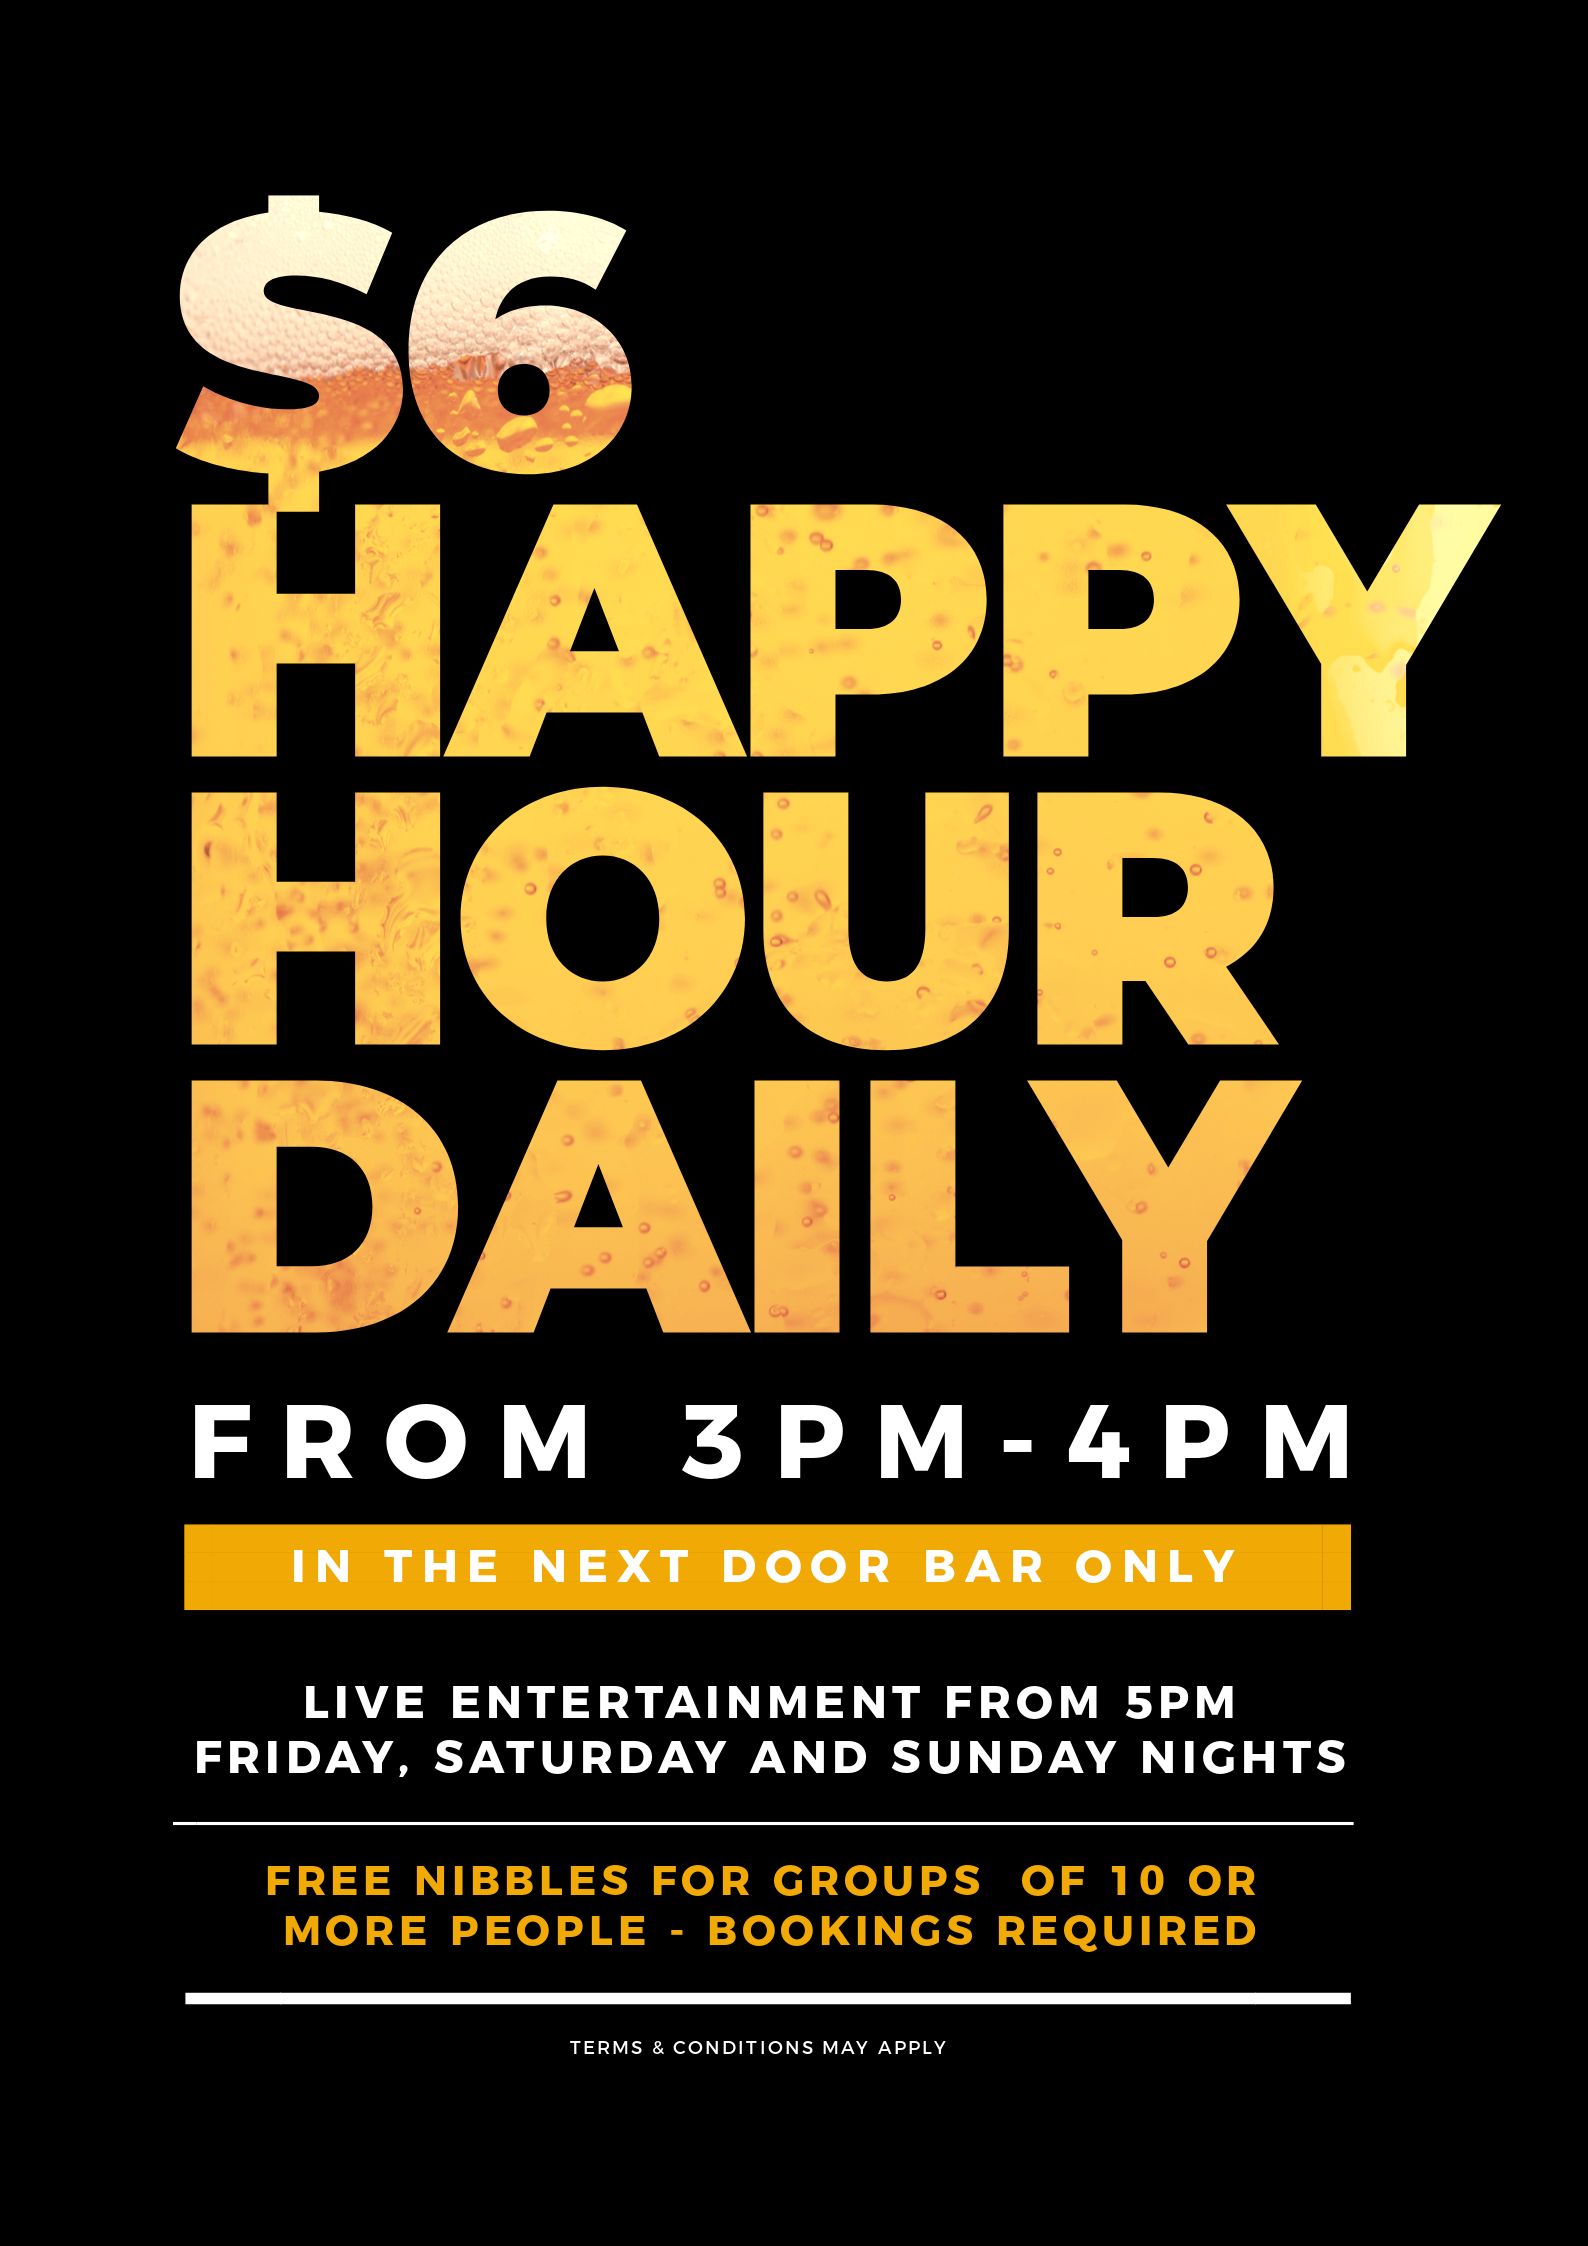 $6
HAPPY
HOUR
DAILY
FROM 3PM-4PM
IN THE NEXT DOOR BAR ONLY
LIVE ENTERTAINMENT FROM 5PM
FRIDAY, SATURDAY AND SUNDAY NIGHTS
FREE NIBBLES FOR GROUPS  OF 10 OR
MORE PEOPLE - BOOKINGS REQUIRED
TERMS & CONDITIONS MAY APPLY